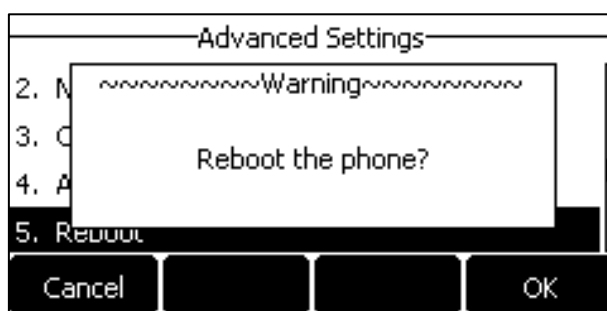 Advanced Settings
~~~~~~~~~Warning~~~~~~~~~
2.
3.
Reboot the phone?
4.
5. Reboot
Cancel OK